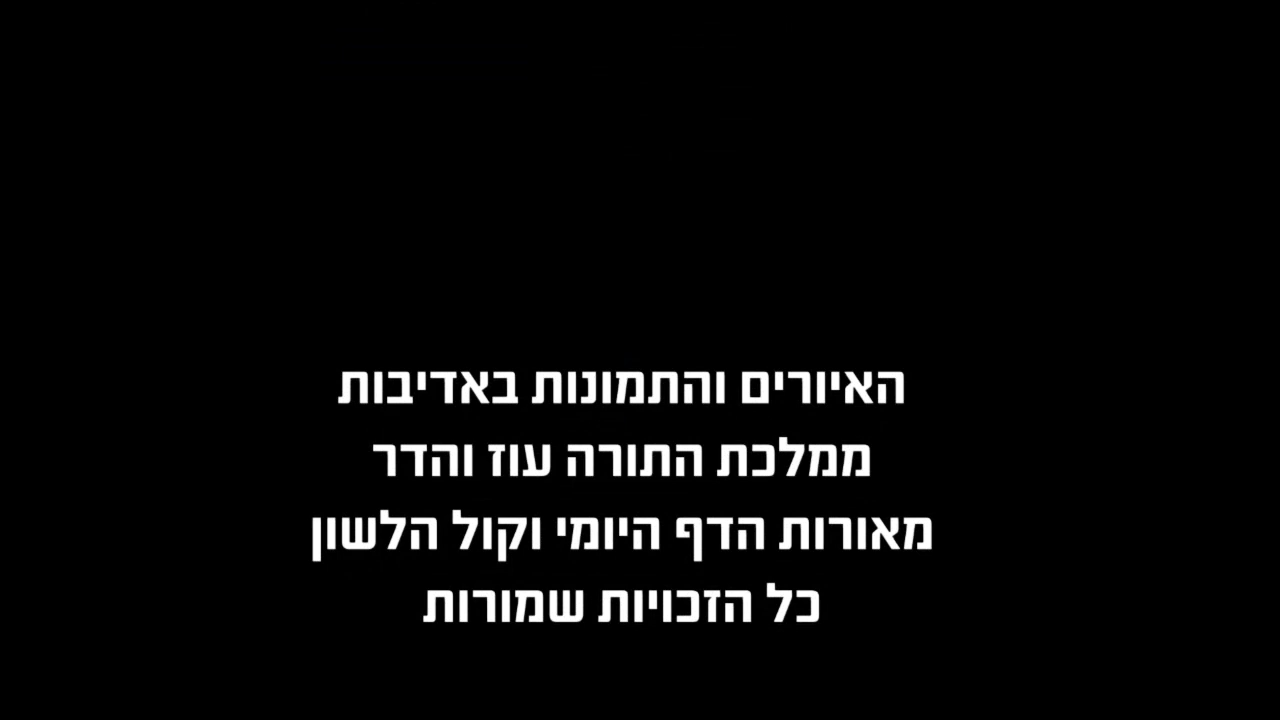 האיורים והתמונות באדיבות
ממלכת התורה עוז והדר
מאורות הדף היומי וקול הלשון
כל הזכויות שמורות